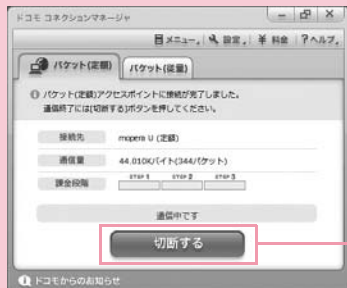 ドコモ コネクションマネージャ
メニュー 設定 ¥ 料金 ? ヘルプ
パケット(定額) パケット(従量)
パケット(定額)アクセスポイントに接続が完了しました。
通信終了には[切断する]ボタンを押してください。
接続先 mopera U (定額)
通信量 44.010Kバイト(344パケット)
課金段階 STEP 1 STEP 2 STEP 3
通信中です
切断する
ドコモからのお知らせ